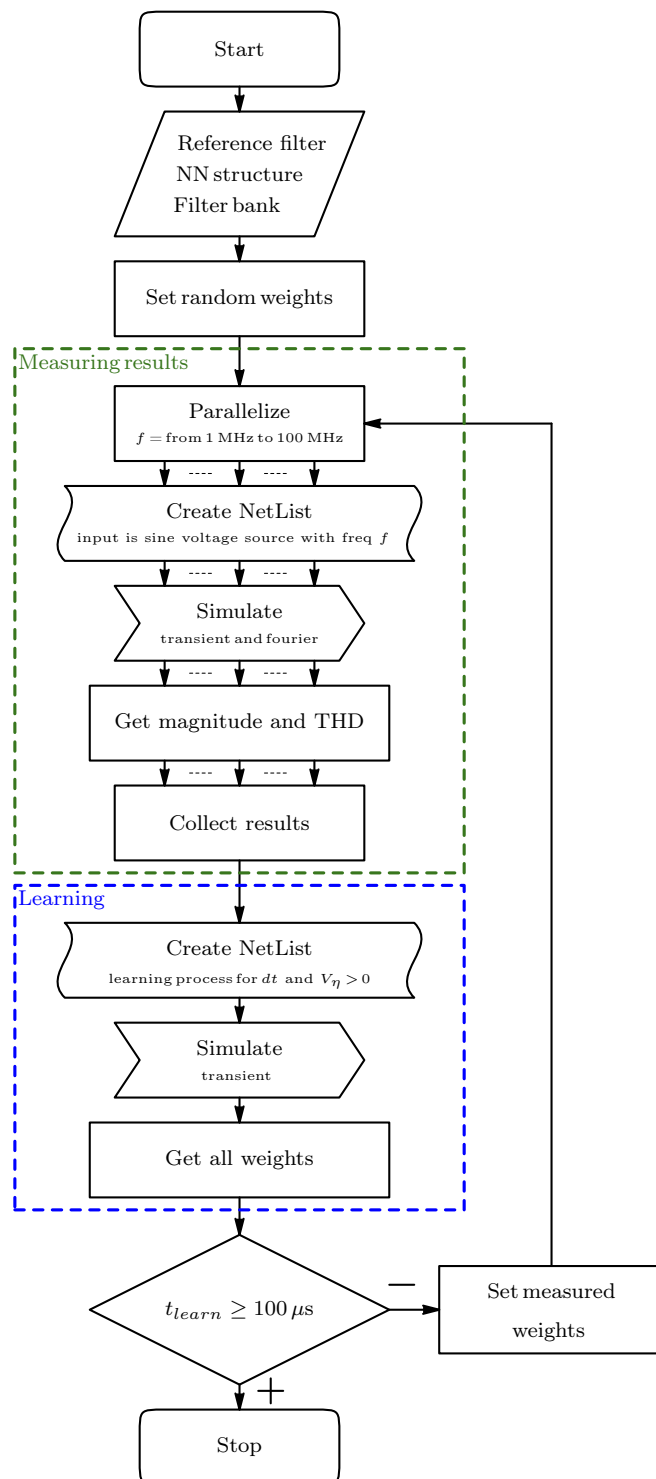 Start
Reference filter
NN structure
Filter bank
Set random weights
Measuring results
Parallelize
f = from 1 MHz to 100 MHz
Create NetList
input is sine voltage source with freq f
Simulate
transient and fourier
Get magnitude and THD
Collect results
Learning
Create NetList
learning process for dt and V_η > 0
Simulate
transient
Get all weights
t_learn ≥ 100 μs
−
Set measured
weights
+
Stop